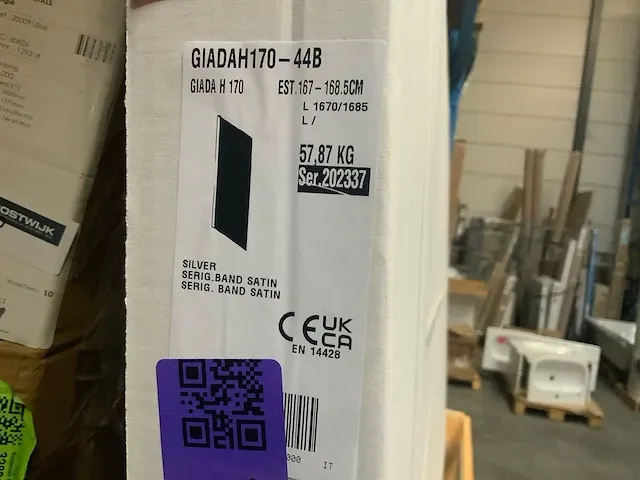 GIADAH170-44B
GIADA H 170 EST.167-168.5CM
L 1670/1685
L /
57,87 KG
Ser.202337
SILVER
SERIG.BAND SATIN
SERIG. BAND SATIN
CE UK CA
EN 14428
IT
OSTWIJK
10